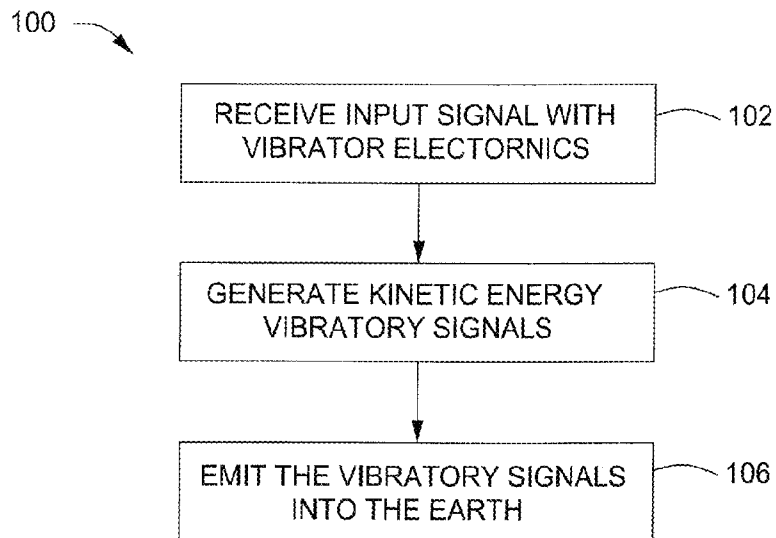 100
RECEIVE INPUT SIGNAL WITH
VIBRATOR ELECTORNICS
102
GENERATE KINETIC ENERGY
VIBRATORY SIGNALS
104
EMIT THE VIBRATORY SIGNALS
INTO THE EARTH
106